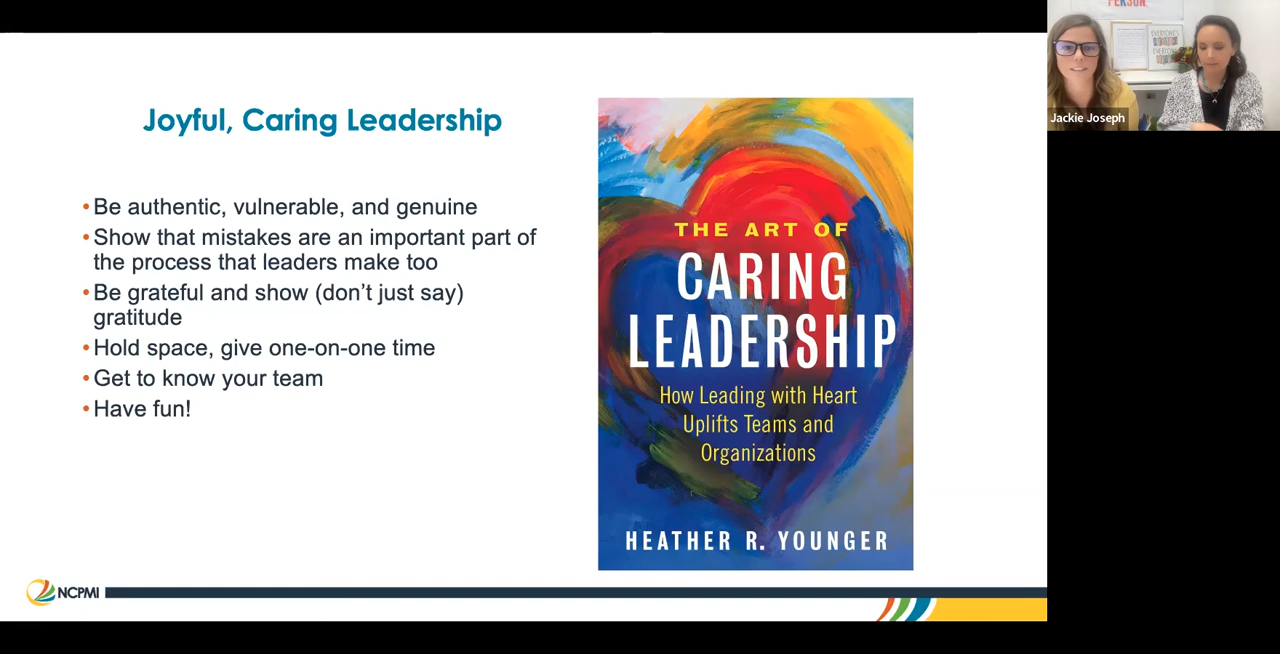 Joyful, Caring Leadership
•Be authentic, vulnerable, and genuine
•Show that mistakes are an important part of
the process that leaders make too
•Be grateful and show (don’t just say)
gratitude
•Hold space, give one-on-one time
•Get to know your team
•Have fun!
THE ART OF
CARING
LEADERSHIP
How Leading with Heart
Uplifts Teams and
Organizations
HEATHER R. YOUNGER
NCPMI
PERSON
Jackie Joseph